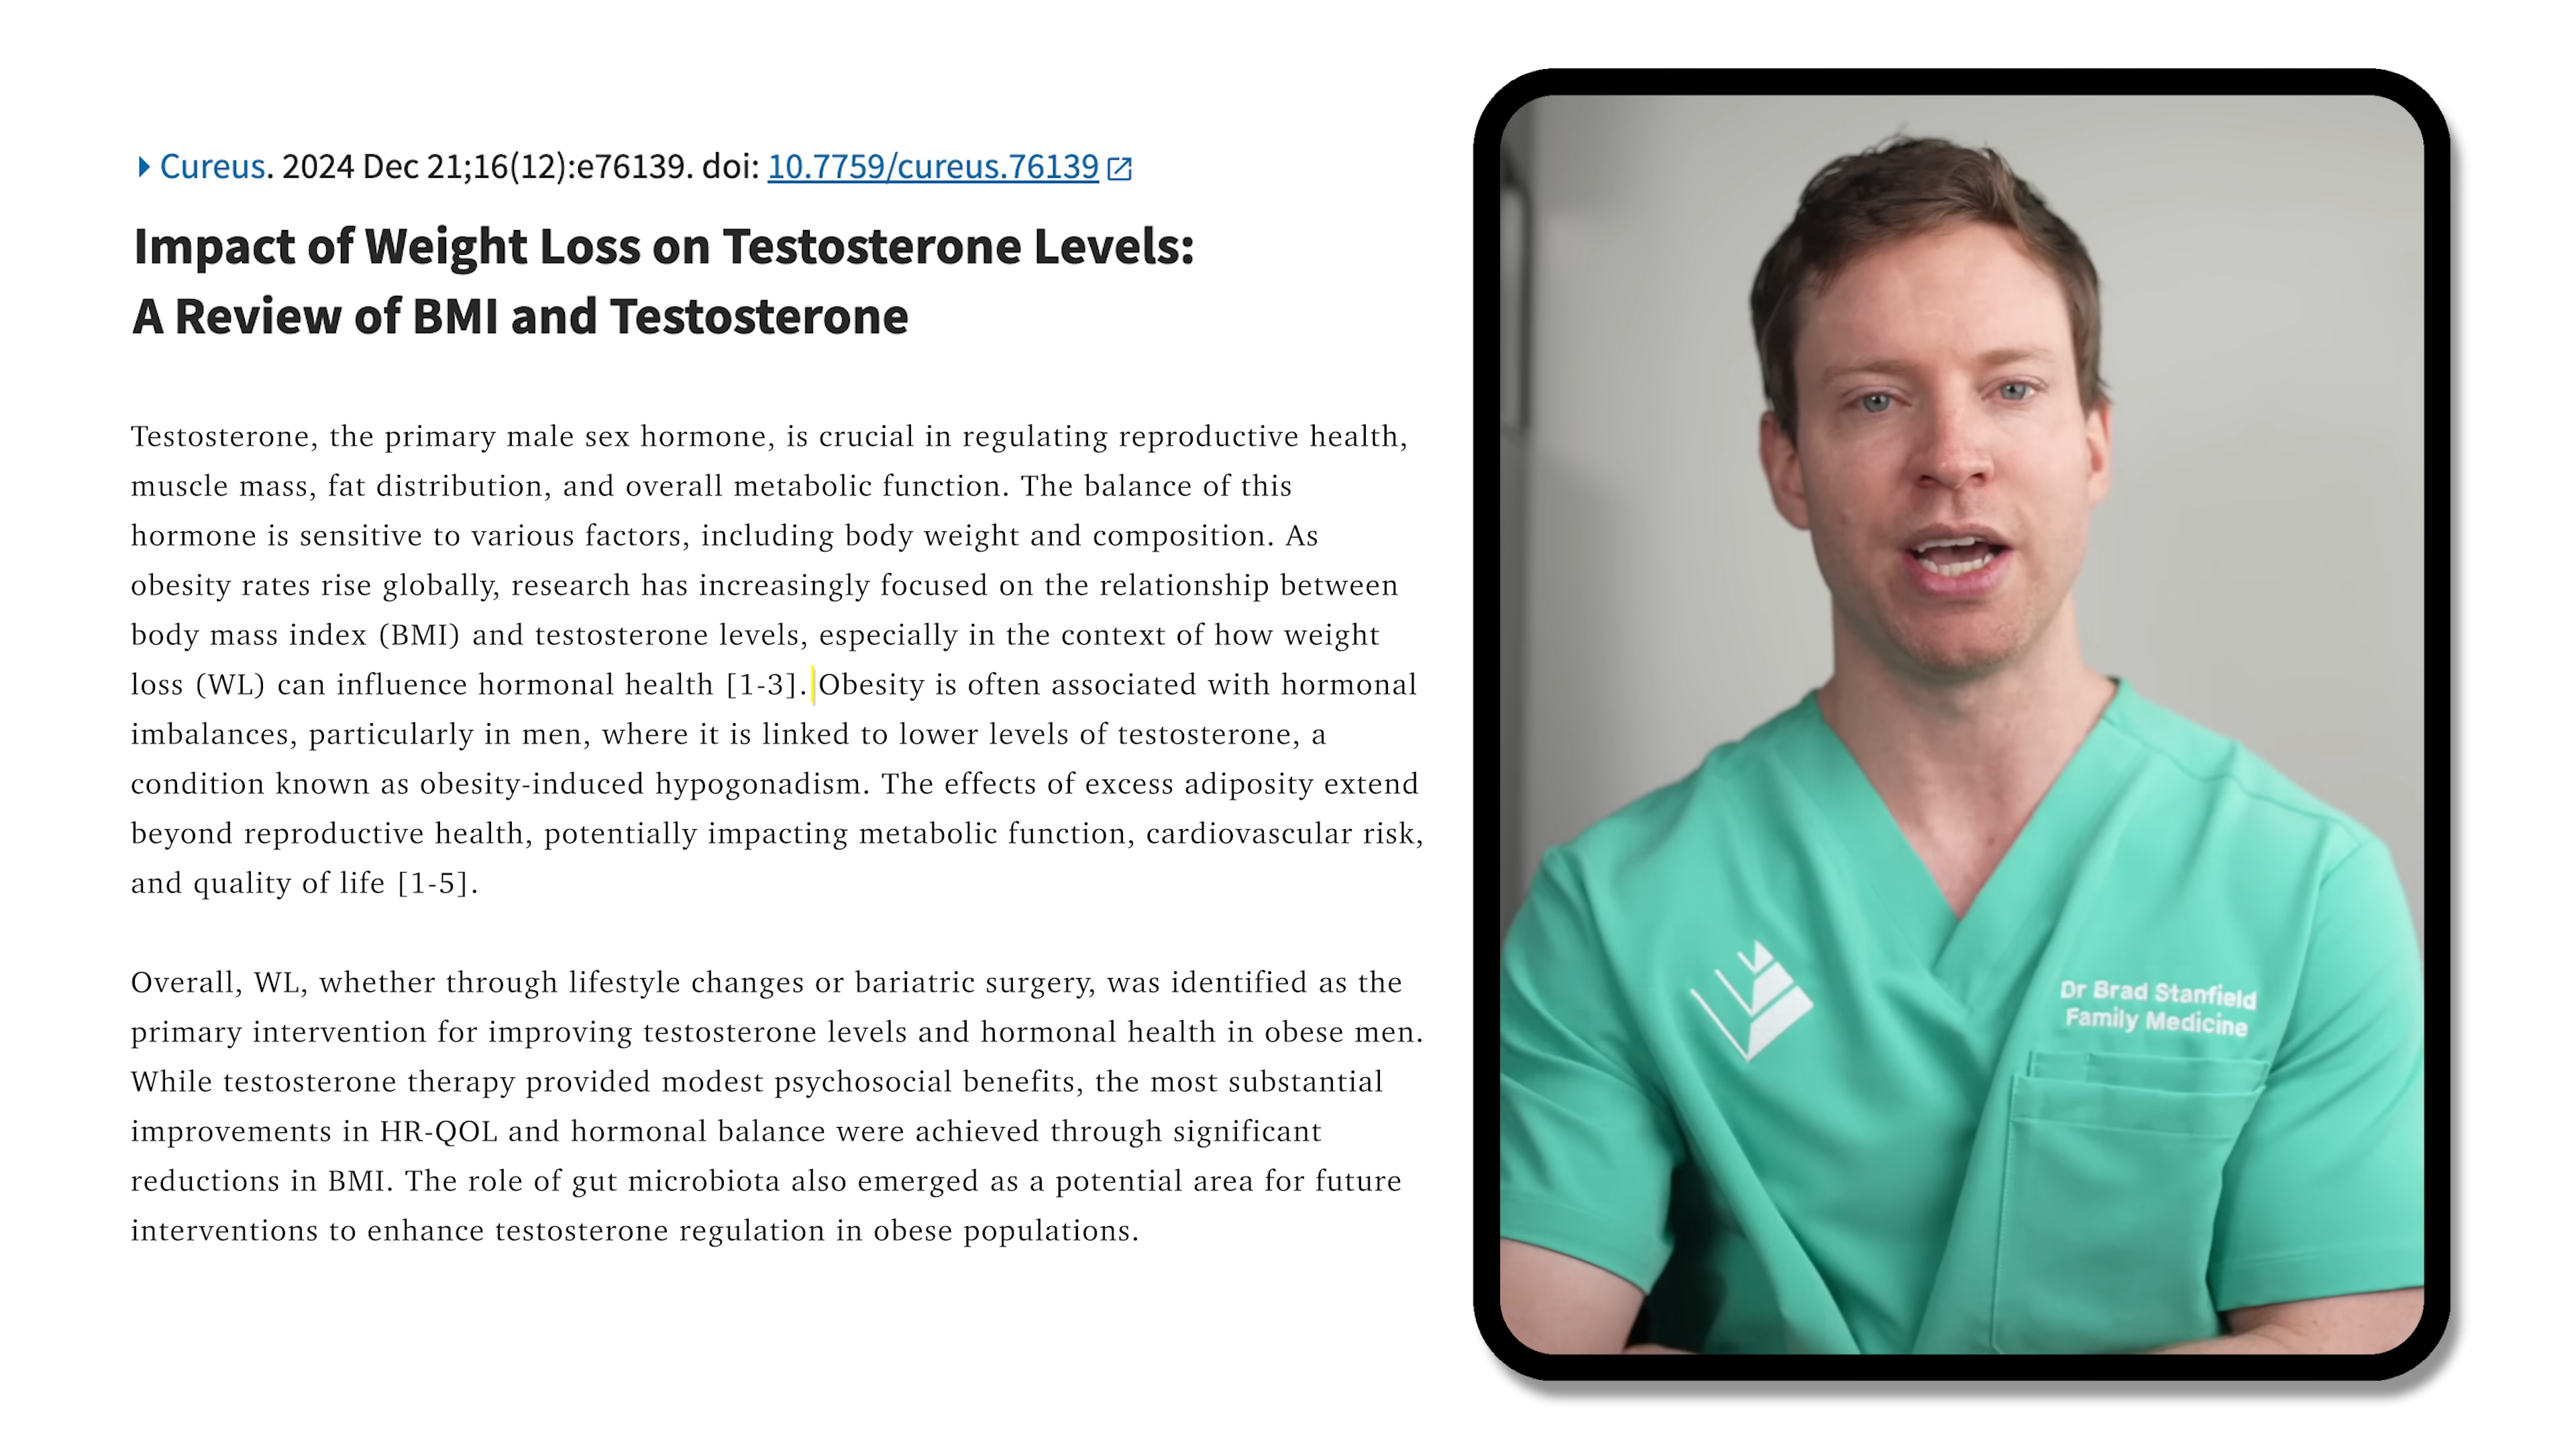 Cureus. 2024 Dec 21;16(12):e76139. doi: 10.7759/cureus.76139
Impact of Weight Loss on Testosterone Levels:
A Review of BMI and Testosterone
Testosterone, the primary male sex hormone, is crucial in regulating reproductive health,
muscle mass, fat distribution, and overall metabolic function. The balance of this
hormone is sensitive to various factors, including body weight and composition. As
obesity rates rise globally, research has increasingly focused on the relationship between
body mass index (BMI) and testosterone levels, especially in the context of how weight
loss (WL) can influence hormonal health [1-3]. Obesity is often associated with hormonal
imbalances, particularly in men, where it is linked to lower levels of testosterone, a
condition known as obesity-induced hypogonadism. The effects of excess adiposity extend
beyond reproductive health, potentially impacting metabolic function, cardiovascular risk,
and quality of life [1-5].
Overall, WL, whether through lifestyle changes or bariatric surgery, was identified as the
primary intervention for improving testosterone levels and hormonal health in obese men.
While testosterone therapy provided modest psychosocial benefits, the most substantial
improvements in HR-QOL and hormonal balance were achieved through significant
reductions in BMI. The role of gut microbiota also emerged as a potential area for future
interventions to enhance testosterone regulation in obese populations.
Dr Brad Stanfield
Family Medicine